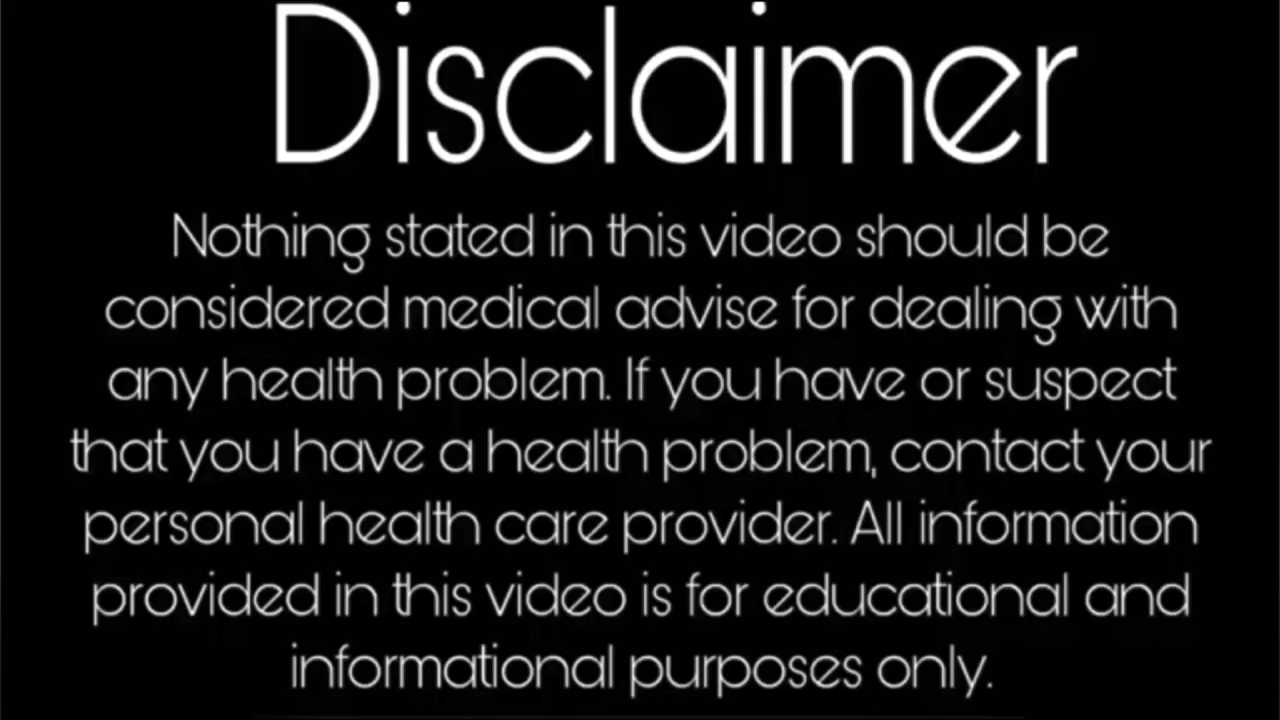 Disclaimer
Nothing stated in this video should be
considered medical advise for dealing with
any health problem. If you have or suspect
that you have a health problem, contact your
personal health care provider. All information
provided in this video is for educational and
informational purposes only.